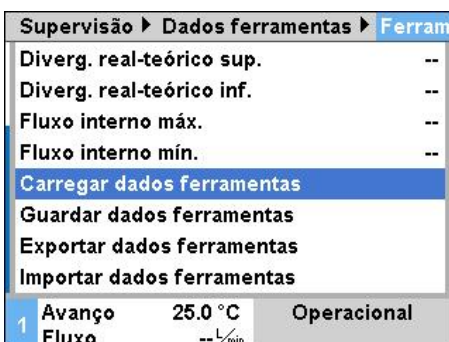 Supervisão ▶ Dados ferramentas ▶ Ferram
Diverg. real-teórico sup. --
Diverg. real-teórico inf. --
Fluxo interno máx. --
Fluxo interno mín. --
Carregar dados ferramentas
Guardar dados ferramentas
Exportar dados ferramentas
Importar dados ferramentas
1 Avanço 25.0 °C Operacional
Fluxo -- L/min